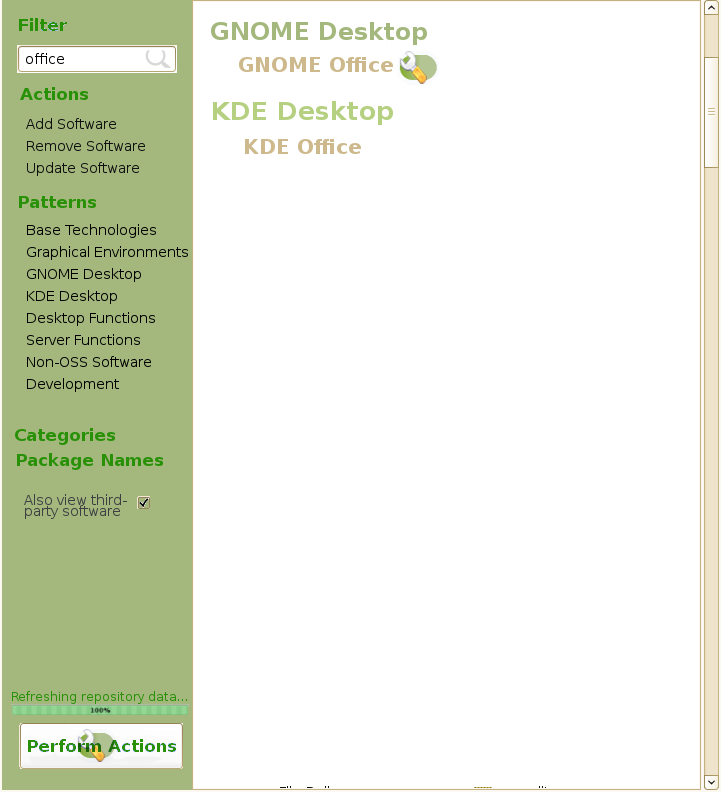 Filter
office
Actions
Add Software
Remove Software
Update Software
Patterns
Base Technologies
Graphical Environments
GNOME Desktop
KDE Desktop
Desktop Functions
Server Functions
Non-OSS Software
Development
Categories
Package Names
Also view third-
party software
Refreshing repository data...
100%
Perform Actions
GNOME Desktop
GNOME Office
KDE Desktop
KDE Office